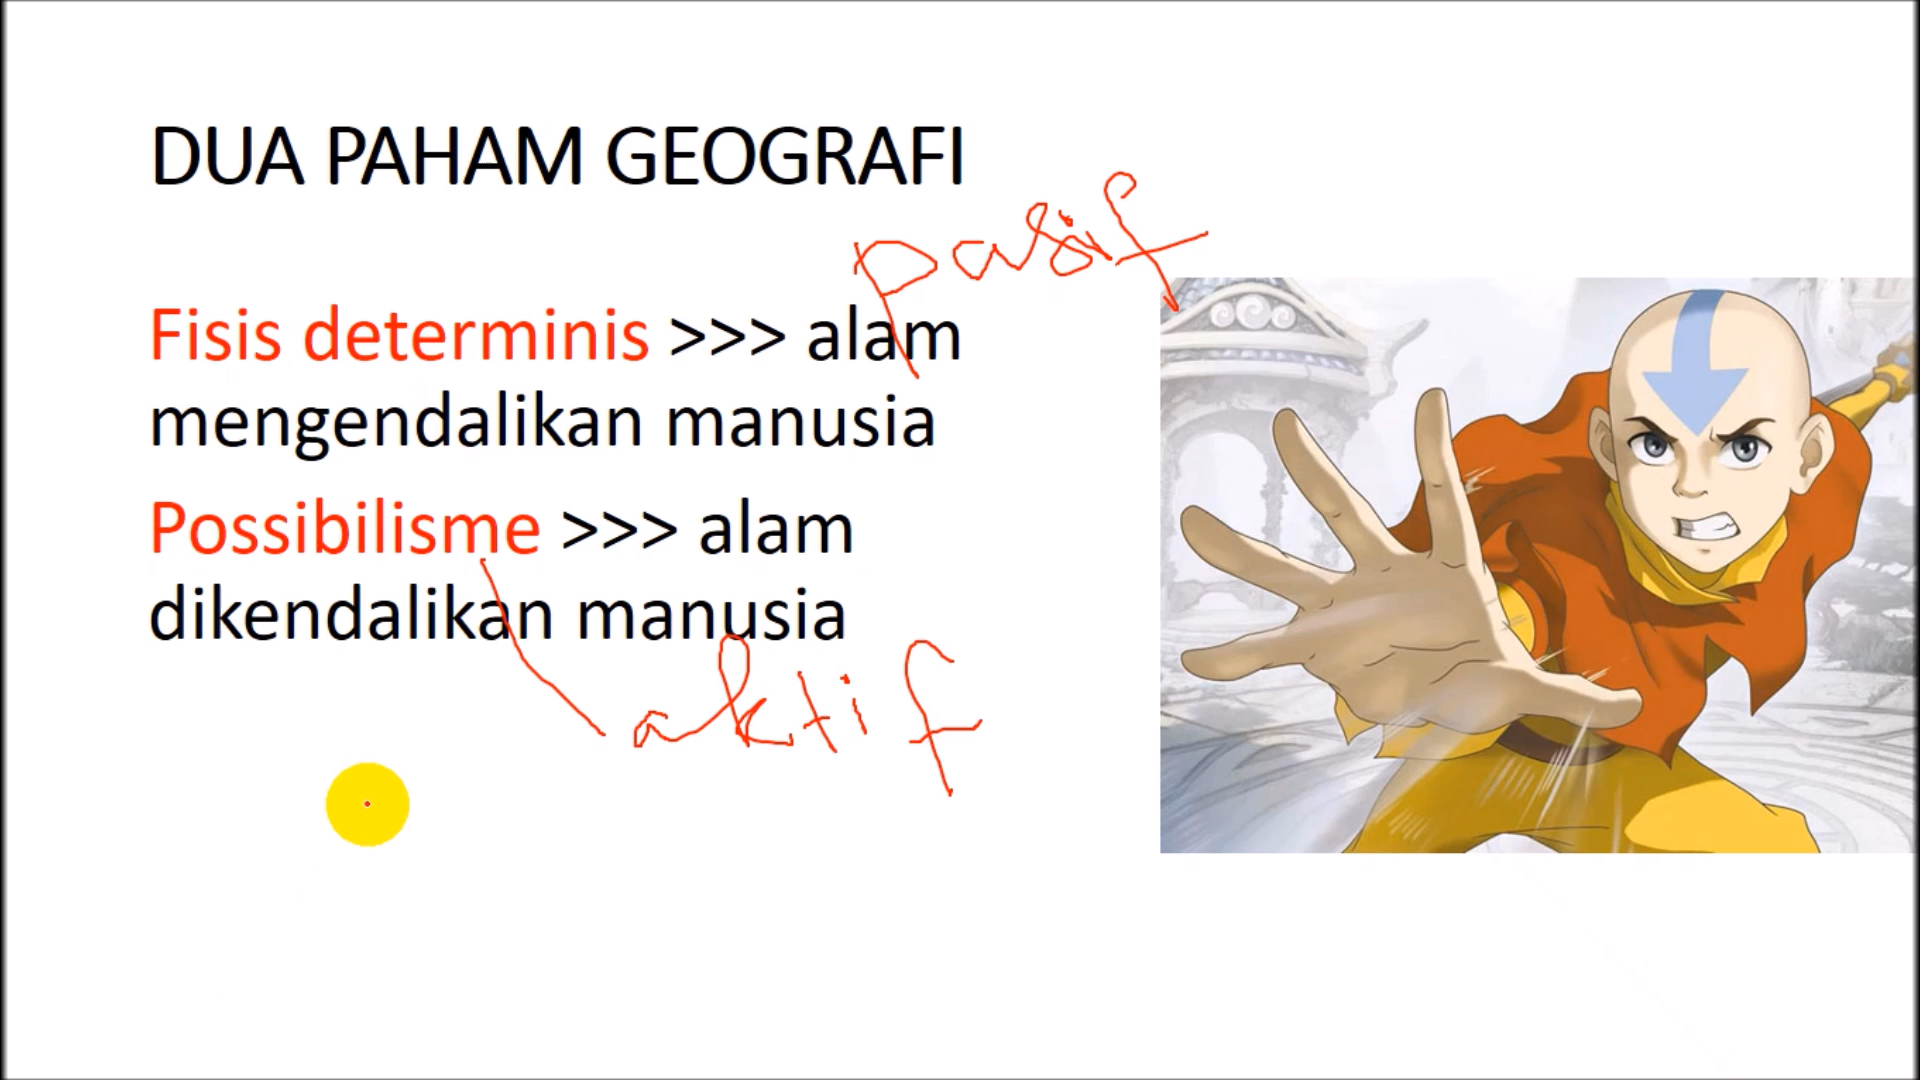 DUA PAHAM GEOGRAFI
pasif
Fisis determinis >>> alam
mengendalikan manusia
Possibilisme >>> alam
dikendalikan manusia
aktif